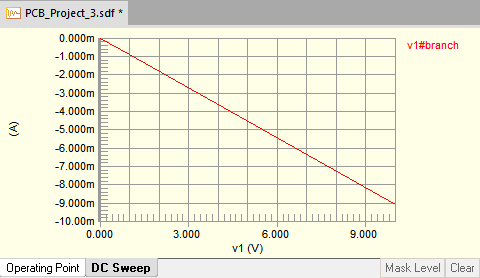 PCB_Project_3.sdf *
v1#branch
0.000m
-1.000m
-2.000m
-3.000m
-4.000m
-5.000m
-6.000m
-7.000m
-8.000m
-9.000m
-10.00m
(A)
0.000 3.000 6.000 9.000
v1 (V)
Operating Point DC Sweep Mask Level Clear